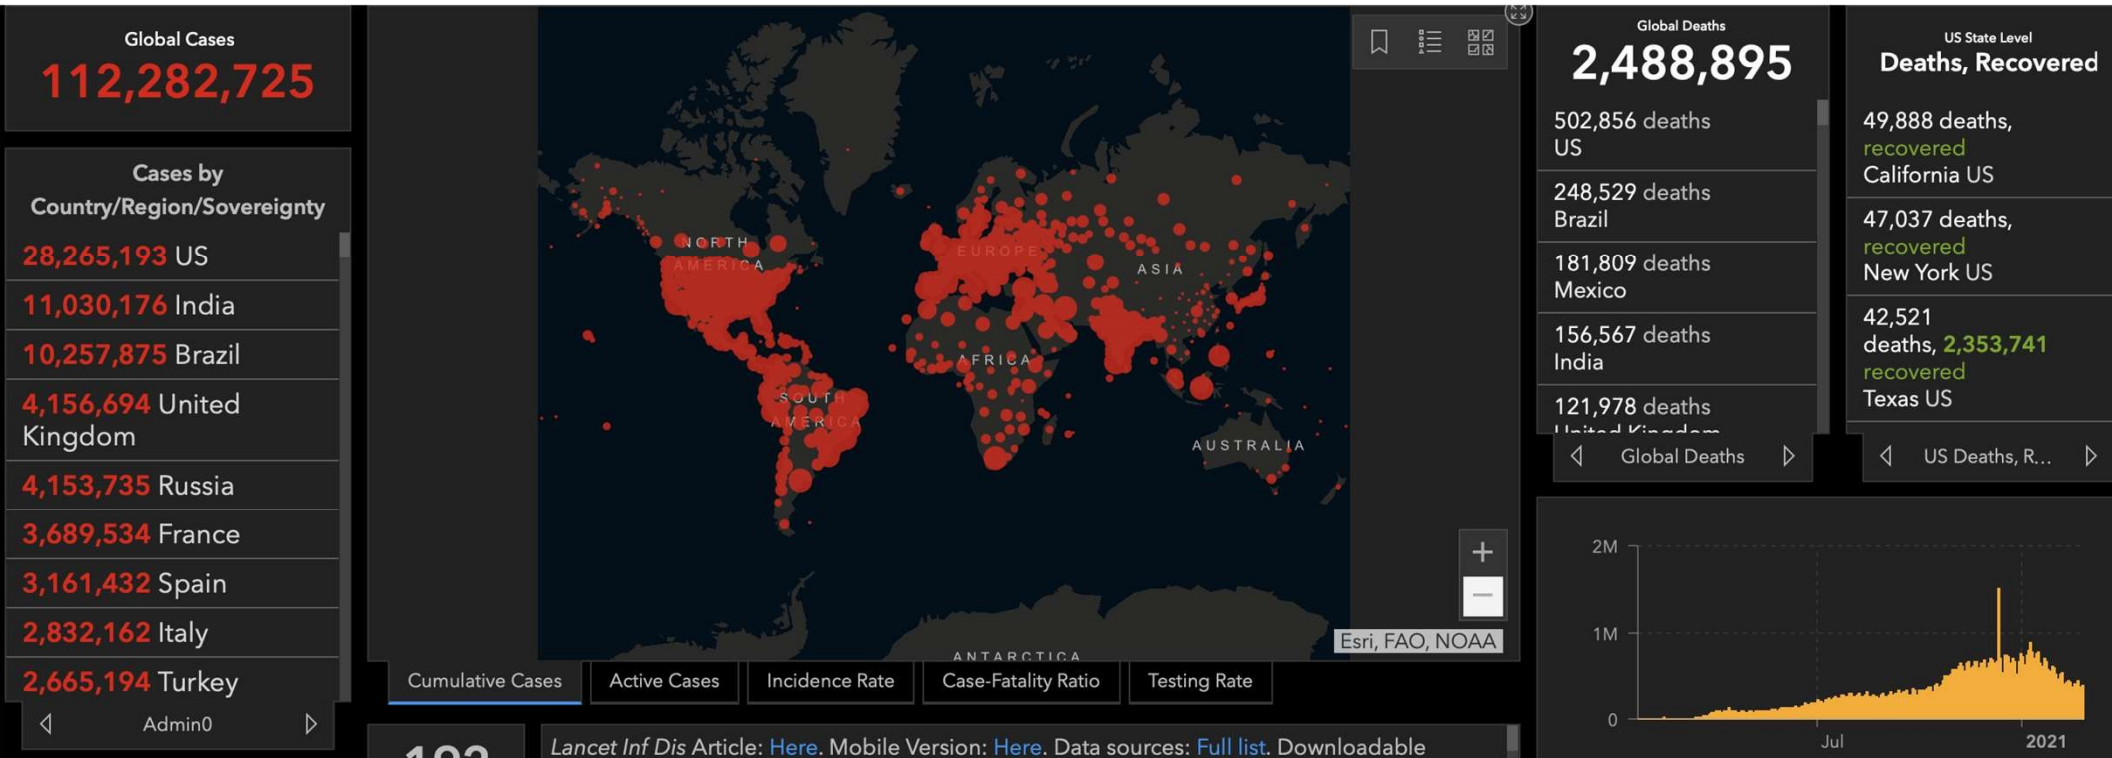 Global Cases
112,282,725
Cases by
Country/Region/Sovereignty
28,265,193 US
11,030,176 India
10,257,875 Brazil
4,156,694 United
Kingdom
4,153,735 Russia
3,689,534 France
3,161,432 Spain
2,832,162 Italy
2,665,194 Turkey
Admin0
NORTH
AMERICA
EUROPE
ASIA
AFRICA
SOUTH
AMERICA
AUSTRALIA
ANTARCTICA
Esri, FAO, NOAA
Cumulative Cases
Active Cases
Incidence Rate
Case-Fatality Ratio
Testing Rate
Lancet Inf Dis Article: Here. Mobile Version: Here. Data sources: Full list. Downloadable
Global Deaths
2,488,895
502,856 deaths
US
248,529 deaths
Brazil
181,809 deaths
Mexico
156,567 deaths
India
121,978 deaths
United Kingdom
Global Deaths
US State Level
Deaths, Recovered
49,888 deaths,
recovered
California US
47,037 deaths,
recovered
New York US
42,521
deaths, 2,353,741
recovered
Texas US
US Deaths, R...
2M
1M
0
Jul
2021